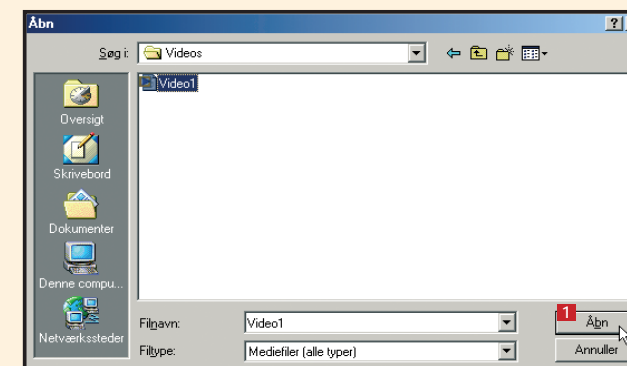 Åbn
Søg i: Videos
Video1
Oversigt
Skrivebord
Dokumenter
Denne compu...
Netværkssteder
Filnavn: Video1
1 Åbn
Filtype: Mediefiler (alle typer)
Annuller